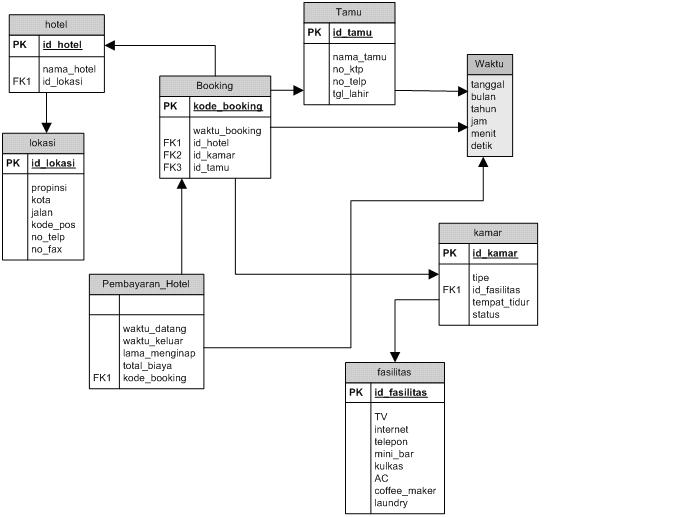 hotel
PK id_hotel
nama_hotel
FK1 id_lokasi
lokasi
PK id_lokasi
propinsi
kota
jalan
kode_pos
no_telp
no_fax
Booking
PK kode_booking
waktu_booking
FK1 id_hotel
FK2 id_kamar
FK3 id_tamu
Tamu
PK id_tamu
nama_tamu
no_ktp
no_telp
tgl_lahir
Waktu
tanggal
bulan
tahun
jam
menit
detik
kamar
PK id_kamar
tipe
FK1 id_fasilitas
tempat_tidur
status
Pembayaran_Hotel
waktu_datang
waktu_keluar
lama_menginap
total_biaya
FK1 kode_booking
fasilitas
PK id_fasilitas
TV
internet
telepon
mini_bar
kulkas
AC
coffee_maker
laundry